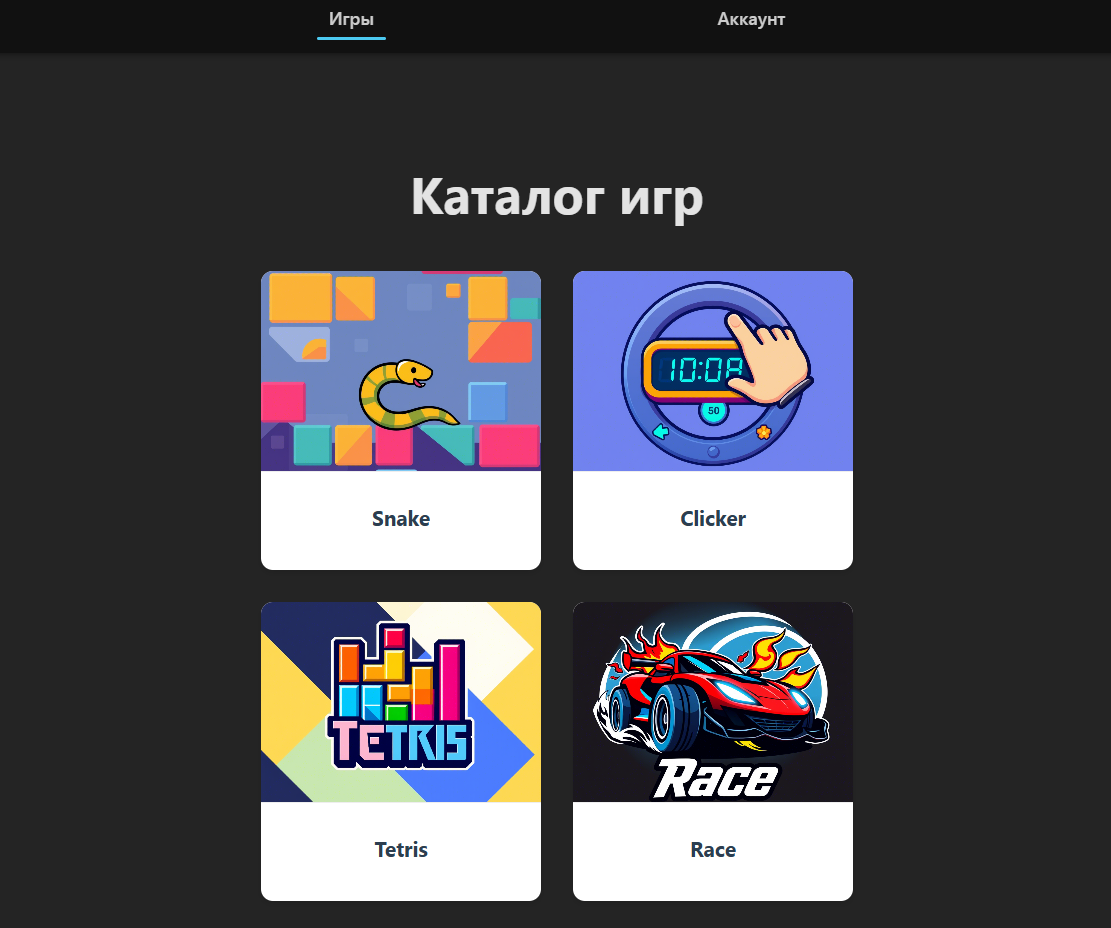 Игры
Аккаунт
Каталог игр
10:08
50
Snake
Clicker
TETRIS
Race
Tetris
Race